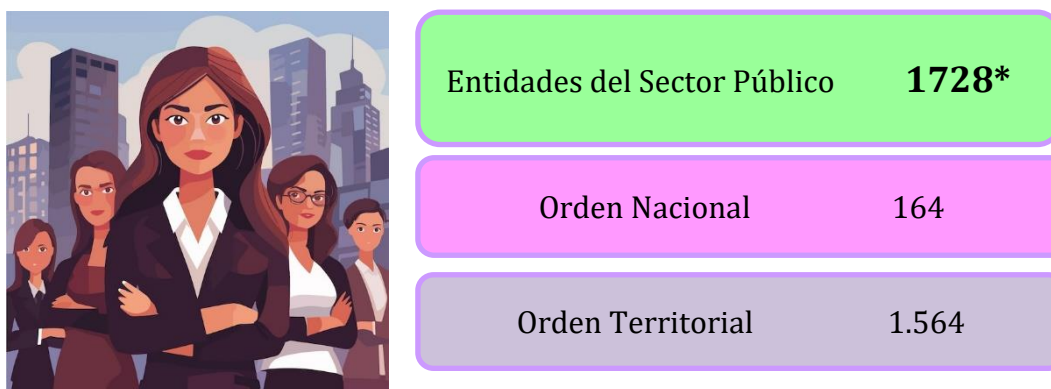 Entidades del Sector Público 1728*
Orden Nacional 164
Orden Territorial 1.564